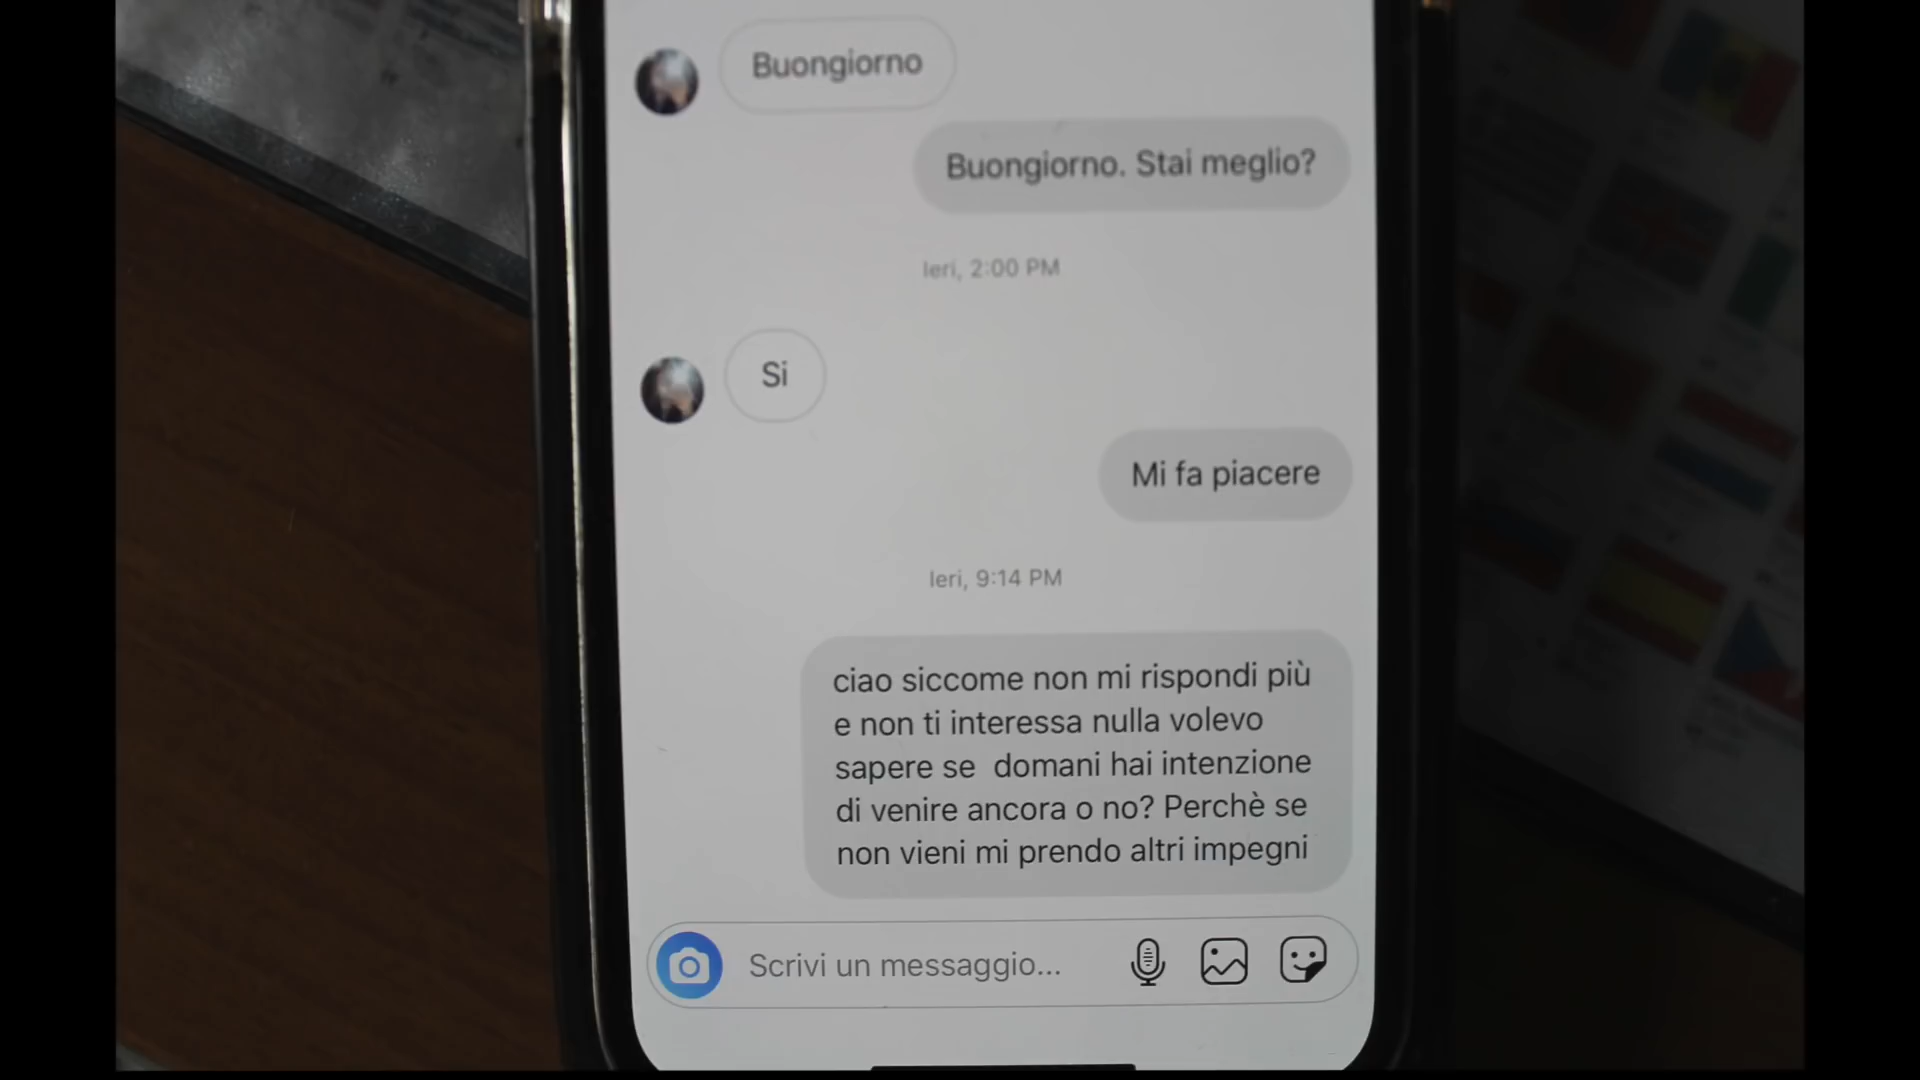 Buongiorno
Buongiorno. Stai meglio?
Ieri, 2:00 PM
Si
Mi fa piacere
Ieri, 9:14 PM
ciao siccome non mi rispondi più
e non ti interessa nulla volevo
sapere se  domani hai intenzione
di venire ancora o no? Perchè se
non vieni mi prendo altri impegni
Scrivi un messaggio...